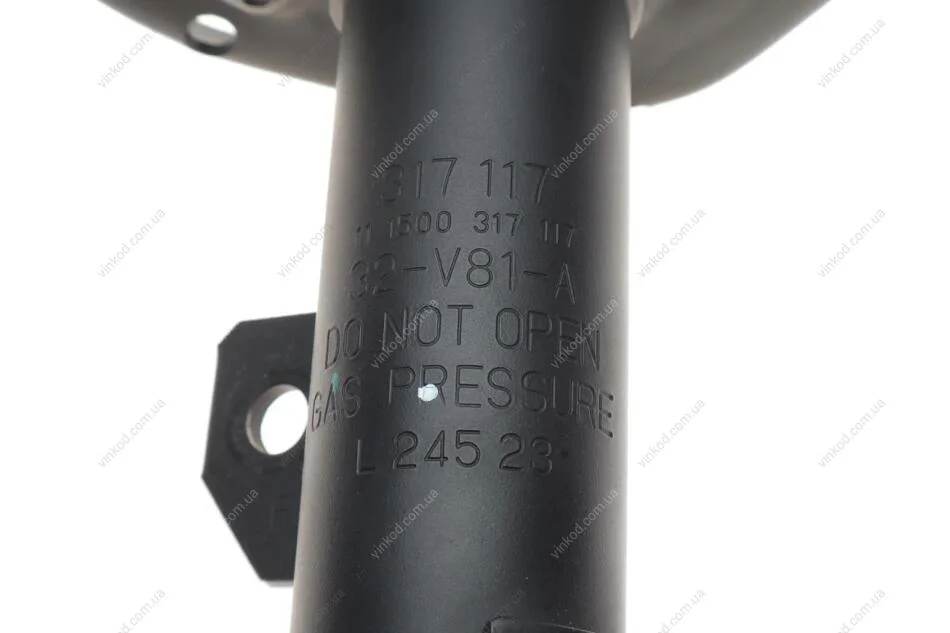 317 117
11 1500 317 117
32-V81-A
DO NOT OPEN
GAS PRESSURE
L 245 23
vinkod.com.ua